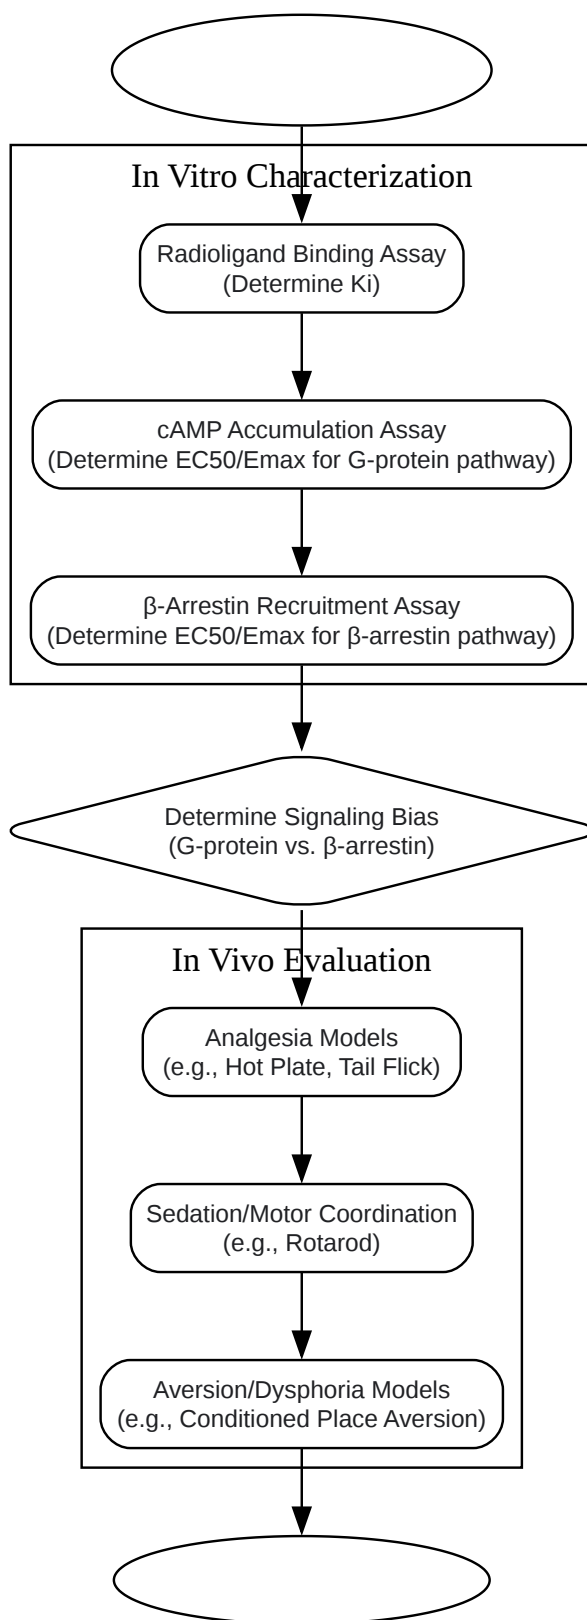 In Vitro Characterization
Radioligand Binding Assay
(Determine Ki)
cAMP Accumulation Assay
(Determine EC50/Emax for G-protein pathway)
β-Arrestin Recruitment Assay
(Determine EC50/Emax for β-arrestin pathway)
Determine Signaling Bias
(G-protein vs. β-arrestin)
In Vivo Evaluation
Analgesia Models
(e.g., Hot Plate, Tail Flick)
Sedation/Motor Coordination
(e.g., Rotarod)
Aversion/Dysphoria Models
(e.g., Conditioned Place Aversion)